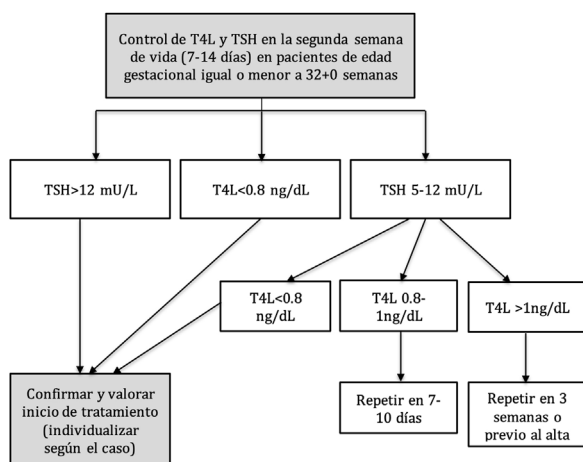 Control de T4L y TSH en la segunda semana
de vida (7-14 días) en pacientes de edad
gestacional igual o menor a 32+0 semanas
TSH>12 mU/L
T4L<0.8 ng/dL
TSH 5-12 mU/L
T4L<0.8
ng/dL
T4L 0.8-
1ng/dL
T4L >1ng/dL
Confirmar y valorar
inicio de tratamiento
(individualizar
según el caso)
Repetir en 7-
10 días
Repetir en 3
semanas o
previo al alta